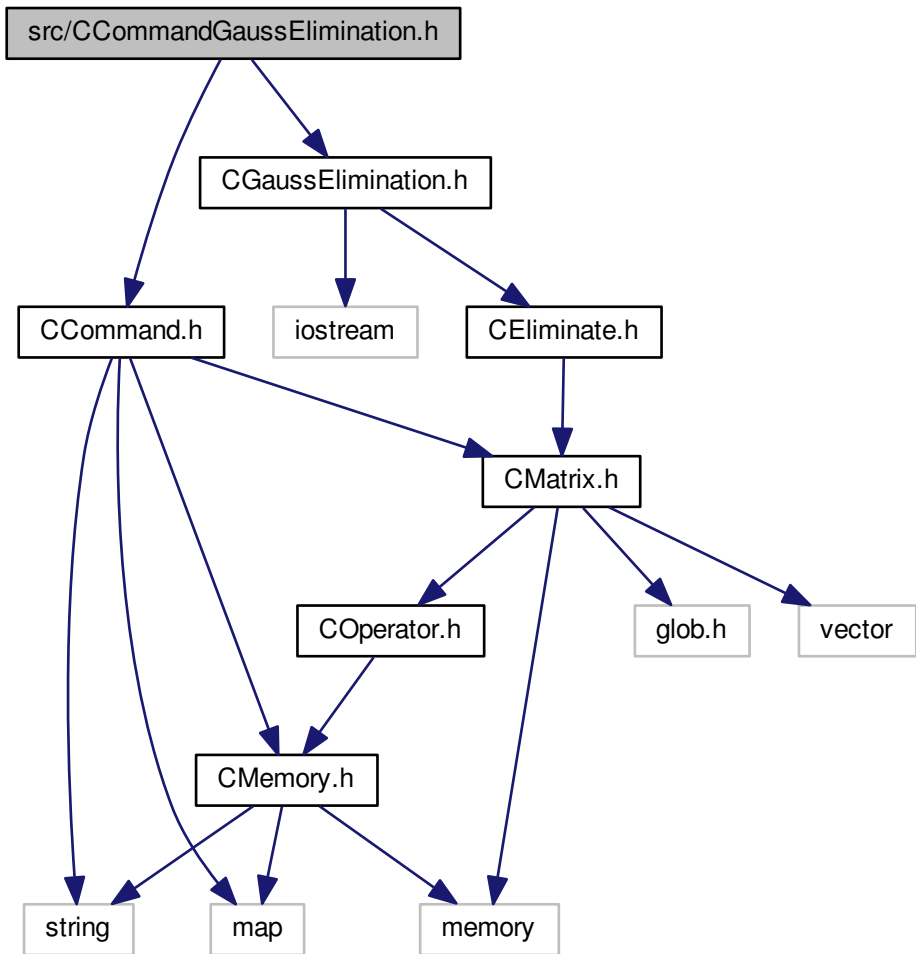 src/CCommandGaussElimination.h
CGaussElimination.h
CCommand.h
iostream
CEliminate.h
CMatrix.h
COperator.h
glob.h
vector
CMemory.h
string
map
memory